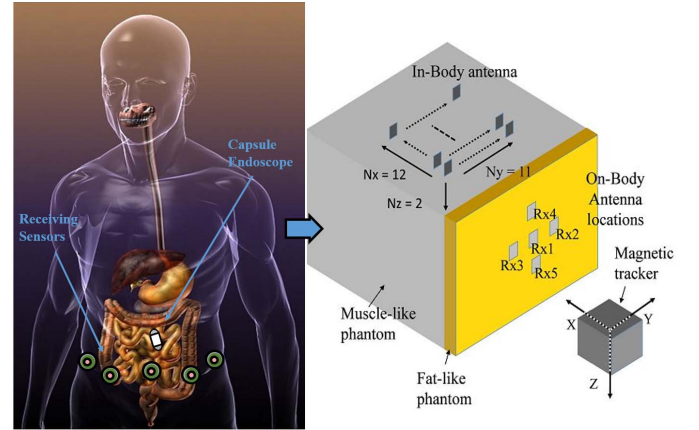 Capsule
Endoscope
Receiving
Sensors
In-Body antenna
Nx = 12
Ny = 11
Nz = 2
On-Body
Antenna
locations
Rx4
Rx2
Rx1
Rx3
Rx5
Magnetic
tracker
Muscle-like
phantom
Fat-like
phantom
X
Y
Z